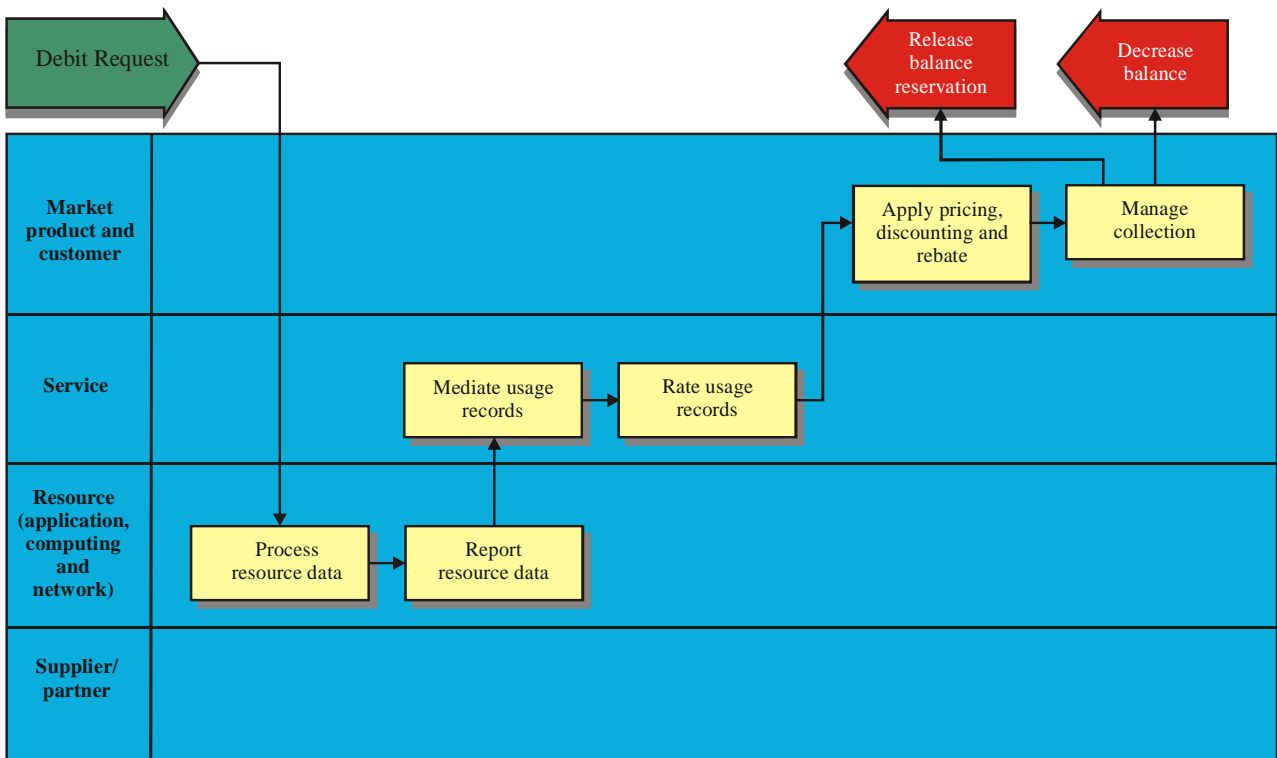 Debit Request
Release
balance
reservation
Decrease
balance
Market
product and
customer
Apply pricing,
discounting and
rebate
Manage
collection
Service
Mediate usage
records
Rate usage
records
Resource
(application,
computing
and
network)
Process
resource data
Report
resource data
Supplier/
partner